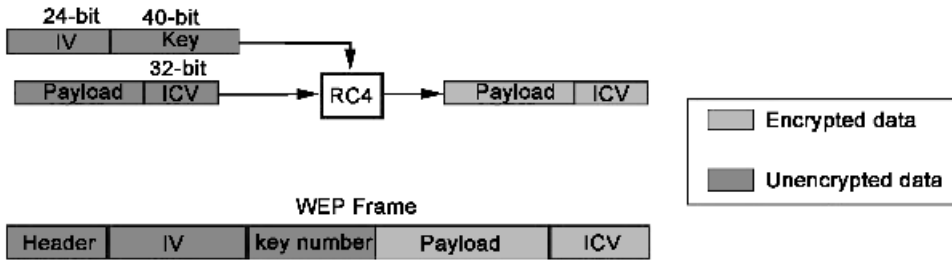 24-bit 40-bit
IV Key
32-bit
Payload ICV RC4 Payload ICV
Encrypted data
Unencrypted data
WEP Frame
Header IV key number Payload ICV